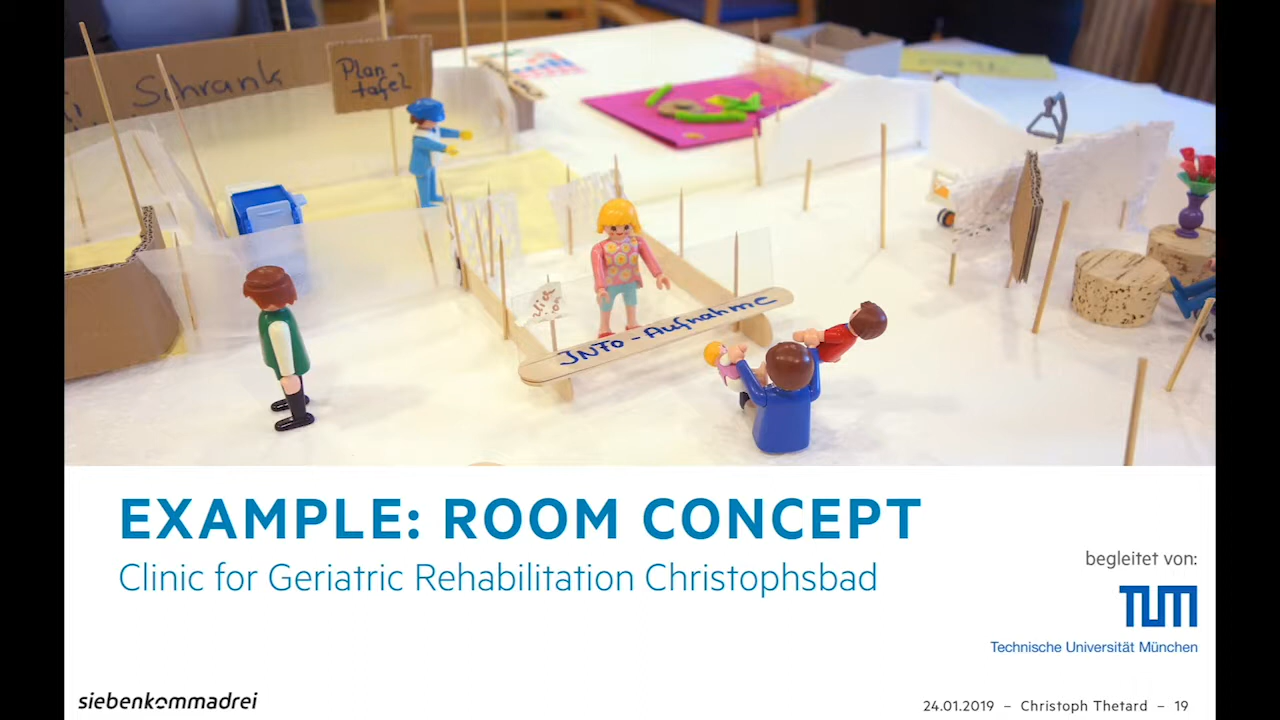 Schrank
Plan-
tafel
INFO - Aufnahme
EXAMPLE: ROOM CONCEPT
Clinic for Geriatric Rehabilitation Christophsbad
begleitet von:
TUM
Technische Universität München
siebenkommadrei
24.01.2019 – Christoph Thetard – 19